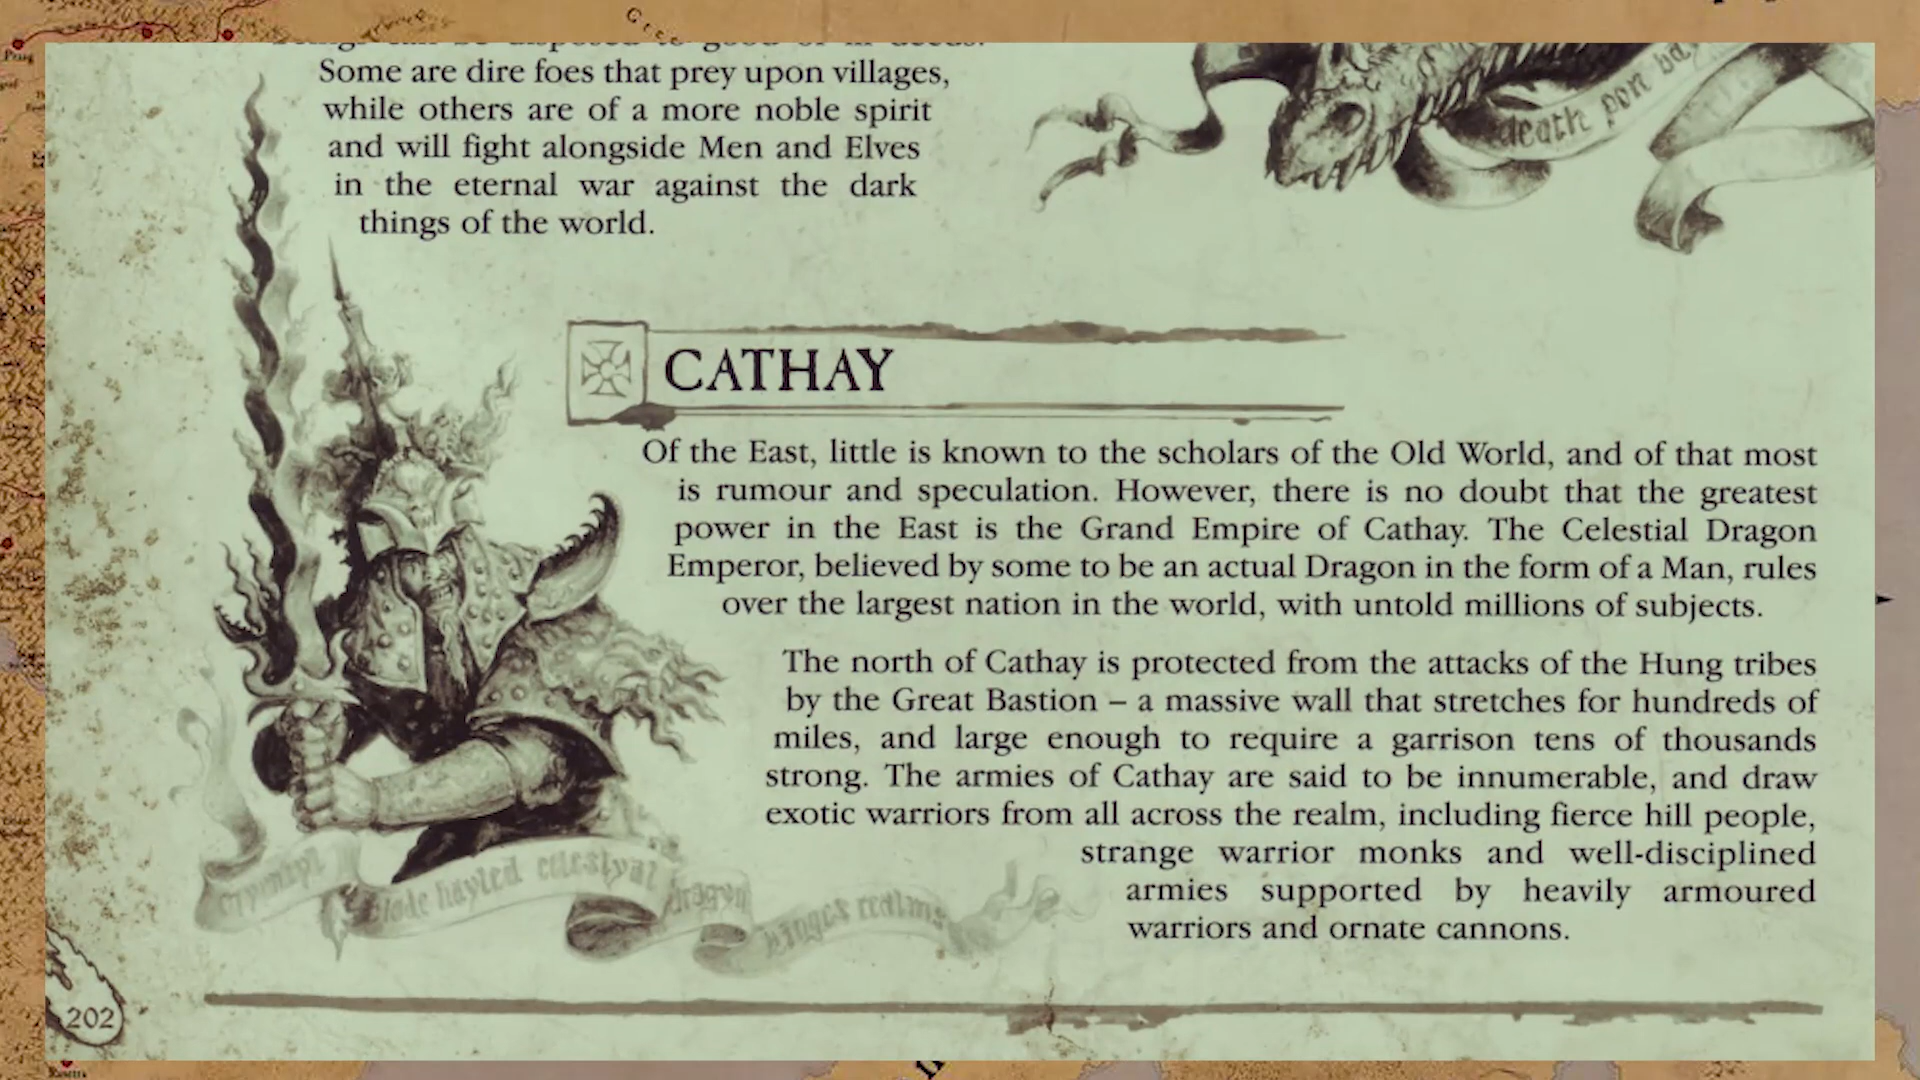 Some are dire foes that prey upon villages,
while others are of a more noble spirit
and will fight alongside Men and Elves
in the eternal war against the dark
things of the world.
death pon
CATHAY
Of the East, little is known to the scholars of the Old World, and of that most
is rumour and speculation. However, there is no doubt that the greatest
power in the East is the Grand Empire of Cathay. The Celestial Dragon
Emperor, believed by some to be an actual Dragon in the form of a Man, rules
over the largest nation in the world, with untold millions of subjects.
The north of Cathay is protected from the attacks of the Hung tribes
by the Great Bastion – a massive wall that stretches for hundreds of
miles, and large enough to require a garrison tens of thousands
strong. The armies of Cathay are said to be innumerable, and draw
exotic warriors from all across the realm, including fierce hill people,
strange warrior monks and well-disciplined
armies supported by heavily armoured
warriors and ornate cannons.
hayled celestyal
realms
202